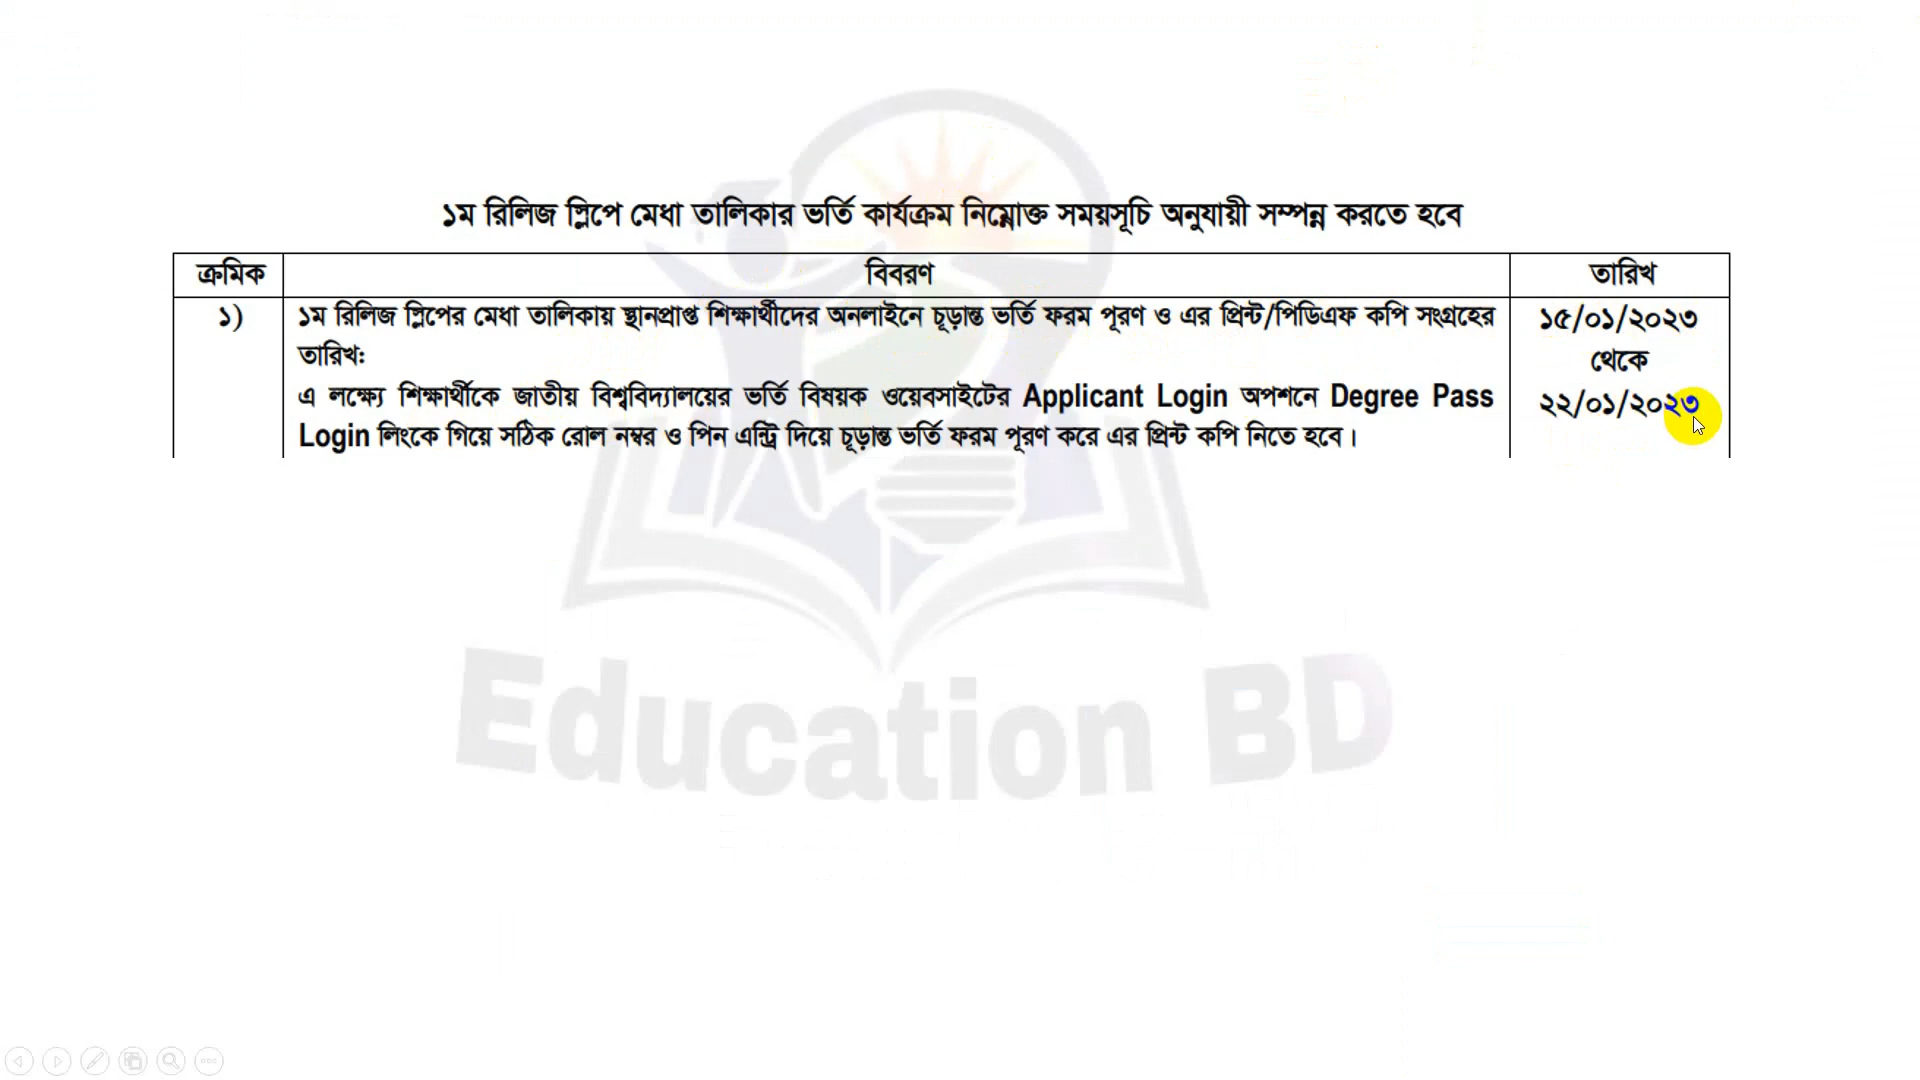 ১ম রিলিজ স্লিপে মেধা তালিকার ভর্তি কার্যক্রম নিম্নোক্ত সময়সূচি অনুযায়ী সম্পন্ন করতে হবে
ক্রমিক বিবরণ তারিখ
১) ১ম রিলিজ স্লিপের মেধা তালিকায় স্থানপ্রাপ্ত শিক্ষার্থীদের অনলাইনে চূড়ান্ত ভর্তি ফরম পূরণ ও এর প্রিন্ট/পিডিএফ কপি সংগ্রহের ১৫/০১/২০২৩
তারিখ: থেকে
এ লক্ষ্যে শিক্ষার্থীকে জাতীয় বিশ্ববিদ্যালয়ের ভর্তি বিষয়ক ওয়েবসাইটের Applicant Login অপশনে Degree Pass ২২/০১/২০২৩
Login লিংকে গিয়ে সঠিক রোল নম্বর ও পিন এন্ট্রি দিয়ে চূড়ান্ত ভর্তি ফরম পূরণ করে এর প্রিন্ট কপি নিতে হবে।
Education BD